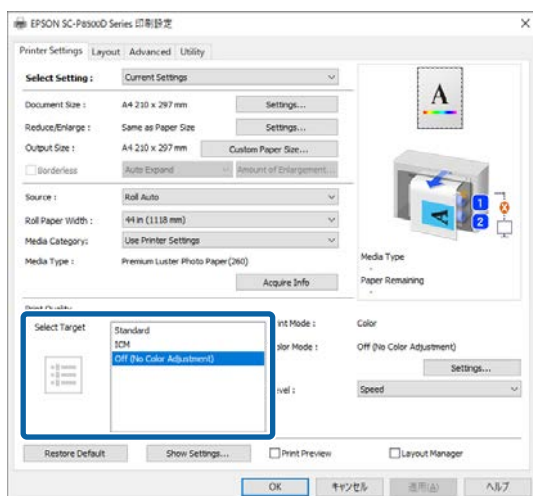 EPSON SC-P8500D Series 印刷設定
Printer Settings Layout Advanced Utility
Select Setting : Current Settings
Document Size : A4 210 x 297 mm Settings...
Reduce/Enlarge : Same as Paper Size Settings...
Output Size : A4 210 x 297 mm Custom Paper Size...
Borderless Auto Expand Amount of Enlargement...
Source : Roll Auto
Roll Paper Width : 44 in (1118 mm)
Media Category: Use Printer Settings
Media Type : Premium Luster Photo Paper(260)
Acquire Info
A
1
2
Media Type
-
Paper Remaining
-
Print Quality
Select Target
Standard
ICM
Off (No Color Adjustment)
int Mode : Color
olor Mode : Off (No Color Adjustment)
Settings...
evel : Speed
Restore Default Show Settings... Print Preview Layout Manager
OK キャンセル 適用(A) ヘルプ